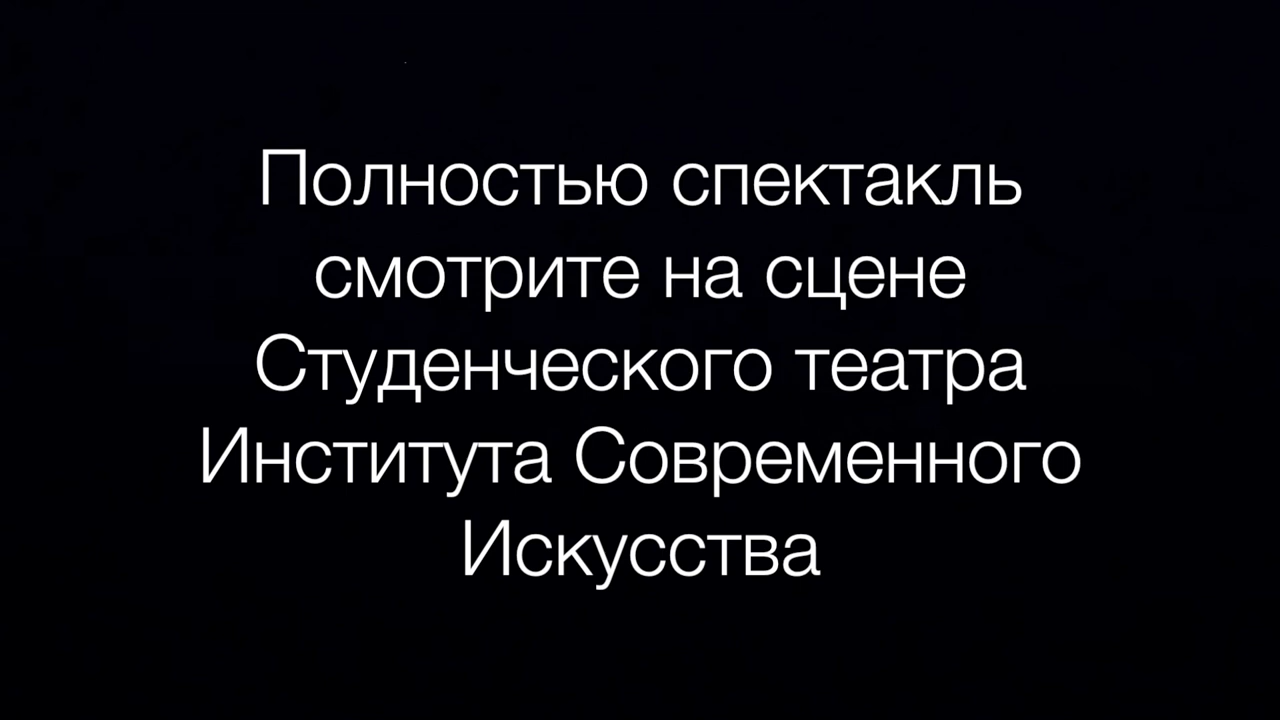 Полностью спектакль
смотрите на сцене
Студенческого театра
Института Современного
Искусства